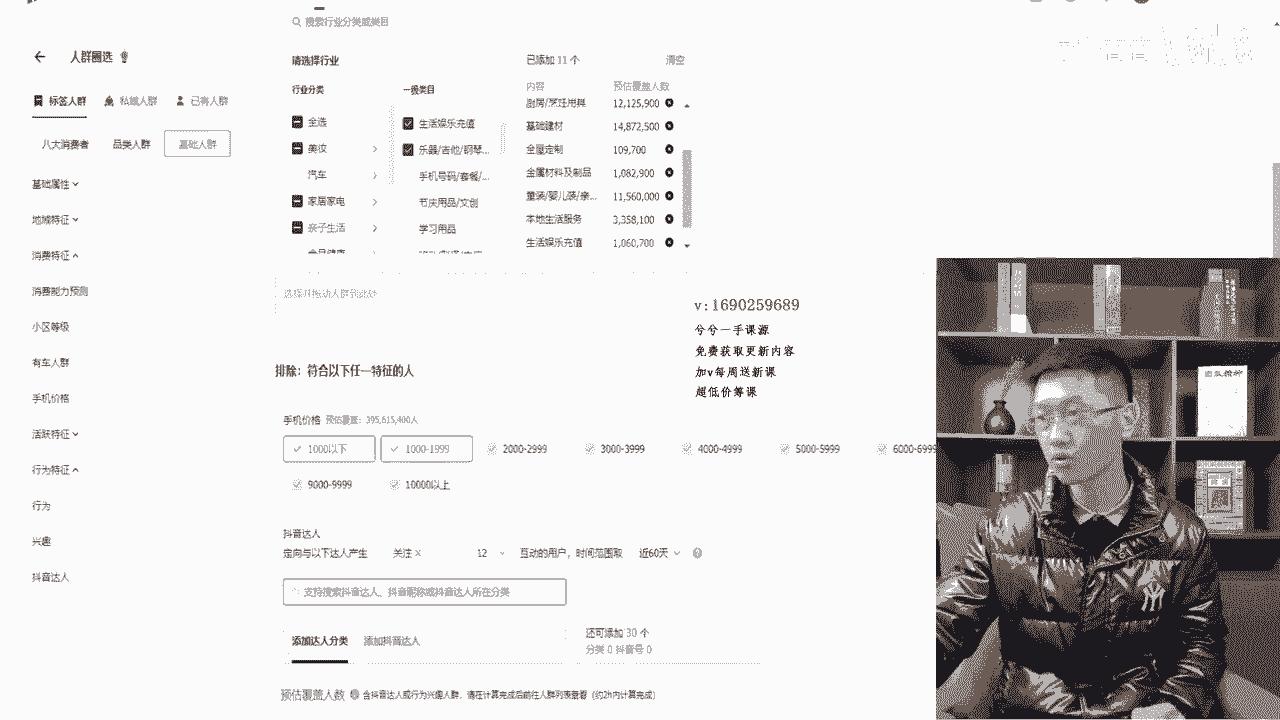 搜索行业分类或类目
人群圈选
请选择行业
已添加 11 个
清空
行业分类
一级类目
内容
预估覆盖人数
标签人群
私域人群
已有人群
厨房/烹饪用具
12,125,900
全选
生活娱乐充值
基础建材
14,872,500
八大消费者
品类人群
基础人群
美妆
乐器/吉他/钢琴...
全屋定制
109,700
汽车
手机号码/套餐/...
金属材料及制品
1,082,900
基础属性
家居家电
节庆用品/文创
童装/婴儿装/亲...
11,560,000
地域特征
亲子生活
学习用品
本地生活服务
3,358,100
消费特征
生活娱乐充值
1,060,700
消费能力预测
选择并拖动人群到此处
v:1690259689
小区等级
兮兮一手课源
免费获取更新内容
有车人群
排除：符合以下任一特征的人
加v每周送新课
超低价筹课
手机价格
手机价格 预估覆盖：395,615,400人
活跃特征
1000以下
1000-1999
2000-2999
3000-3999
4000-4999
5000-5999
6000-6999
行为特征
9000-9999
10000以上
行为
抖音达人
兴趣
定向与以下达人产生
关注 x
12
互动的用户，时间范围取
近60天
抖音达人
支持搜索抖音达人、抖音昵称或抖音达人所在分类
添加达人分类
添加抖音达人
还可添加 30 个
分类 0 抖音号 0
预估覆盖人数
含抖音达人或行为兴趣人群，请在计算完成后前往人群列表查看（约2h内计算完成）